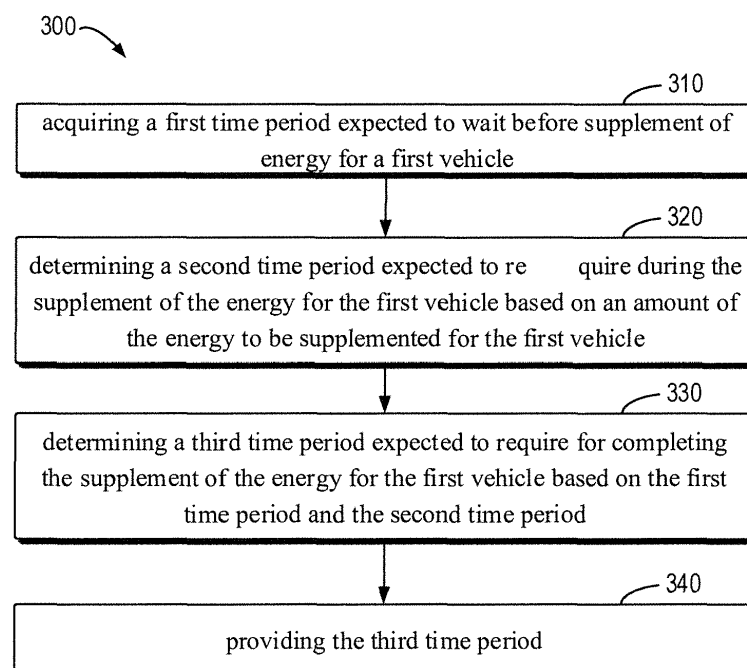 300
310
acquiring a first time period expected to wait before supplement of
energy for a first vehicle
320
determining a second time period expected to re quire during the
supplement of the energy for the first vehicle based on an amount of
the energy to be supplemented for the first vehicle
330
determining a third time period expected to require for completing
the supplement of the energy for the first vehicle based on the first
time period and the second time period
340
providing the third time period